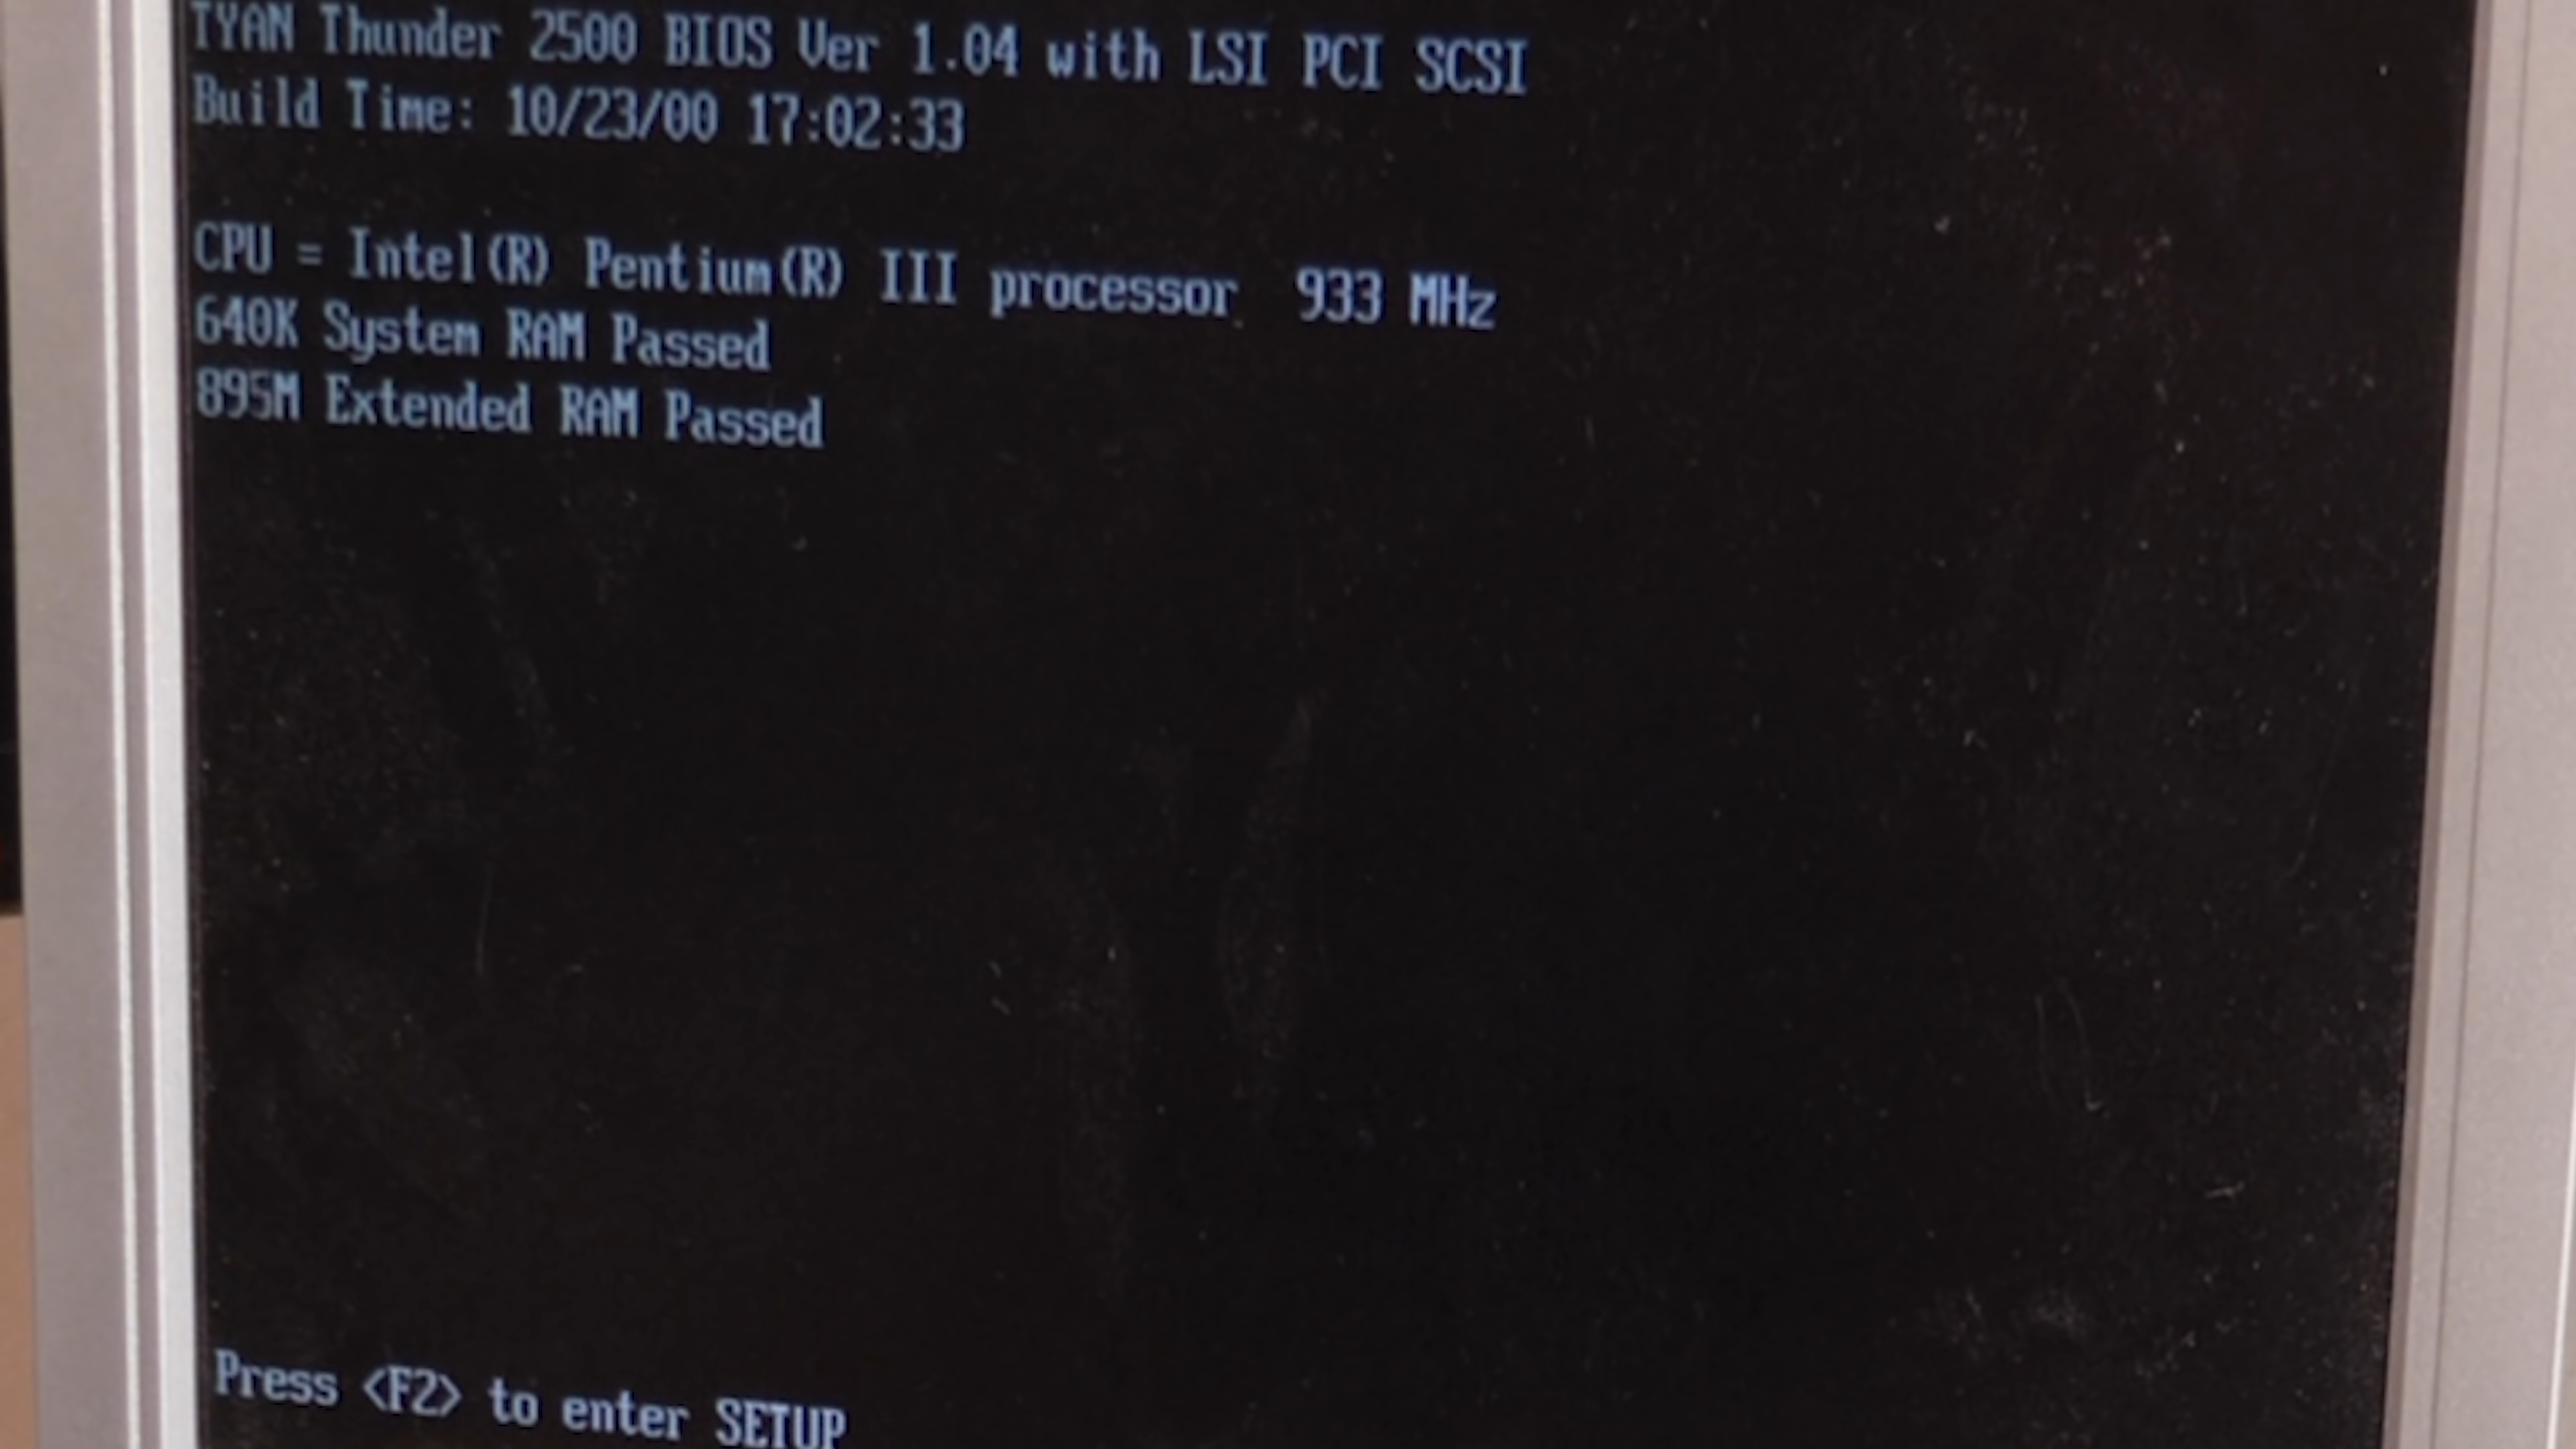 TYAN Thunder 2500 BIOS Ver 1.04 with LSI PCI SCSI
Build Time: 10/23/00 17:02:33
CPU = Intel(R) Pentium(R) III processor  933 MHz
640K System RAM Passed
895M Extended RAM Passed
Press <F2> to enter SETUP